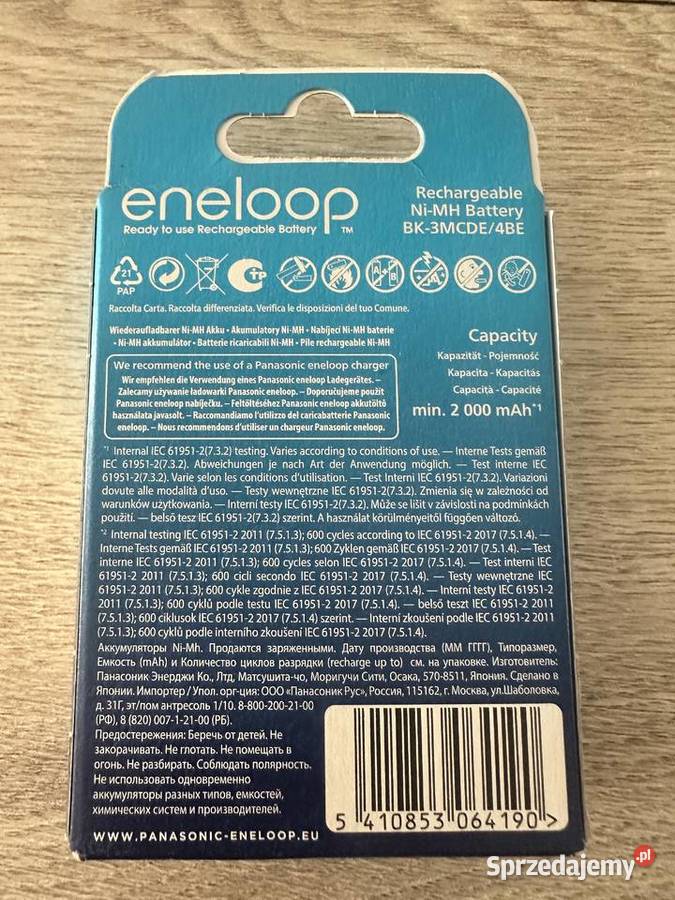 eneloop
Ready to use Rechargeable Battery ™
Rechargeable
Ni-MH Battery
BK-3MCDE/4BE
21
PAP
TP
A+B
Raccolta Carta. Raccolta differenziata. Verifica le disposizioni del tuo Comune.
Wiederaufladbarer Ni-MH Akku • Akumulatory Ni-MH • Nabíjecí Ni-MH baterie
• Ni-MH akkumulátor • Batterie ricaricabili Ni-MH • Pile rechargeable Ni-MH
We recommend the use of a Panasonic eneloop charger
Wir empfehlen die Verwendung eines Panasonic eneloop Ladegerätes. –
Zalecamy używanie ładowarki Panasonic eneloop. – Doporučujeme použít
Panasonic eneloop nabíječku. – Feltöltéséhez Panasonic eneloop akkutöltő
használata javasolt. – Raccomandiamo l'utilizzo del caricabatterie Panasonic
eneloop. – Nous recommendons d'utiliser un chargeur Panasonic eneloop.
Capacity
Kapazität - Pojemność
Kapacita - Kapacitás
Capacità - Capacité
min. 2 000 mAh*1
*1 Internal IEC 61951-2(7.3.2) testing. Varies according to conditions of use. — Interne Tests gemäß
IEC 61951-2(7.3.2). Abweichungen je nach Art der Anwendung möglich. — Test interne IEC
61951-2(7.3.2). Varie selon les conditions d'utilisation. — Test Interni IEC 61951-2(7.3.2). Variazioni
dovute alle modalità d'uso. — Testy wewnętrzne IEC 61951-2(7.3.2). Zmienia się w zależności od
warunków użytkowania. — Interní testy IEC 61951-2(7.3.2). Může se lišit v závislosti na podmínkách
použití. — belső tesz IEC 61951-2(7.3.2) szerint. A használat körülményeitől függően változó.
*2 Internal testing IEC 61951-2 2011 (7.5.1.3); 600 cycles according to IEC 61951-2 2017 (7.5.1.4). —
Interne Tests gemäß IEC 61951-2 2011 (7.5.1.3); 600 Zyklen gemäß IEC 61951-2 2017 (7.5.1.4). — Test
interne IEC 61951-2 2011 (7.5.1.3); 600 cycles selon IEC 61951-2 2017 (7.5.1.4). — Test interni IEC
61951-2 2011 (7.5.1.3); 600 cicli secondo IEC 61951-2 2017 (7.5.1.4). — Testy wewnętrzne IEC
61951-2 2011 (7.5.1.3); 600 cykle zgodnie z IEC 61951-2 2017 (7.5.1.4). — Interní testy IEC 61951-2
2011 (7.5.1.3); 600 cyklů podle testu IEC 61951-2 2017 (7.5.1.4). — belső teszt IEC 61951-2 2011
(7.5.1.3); 600 ciklusok IEC 61951-2 2017 (7.5.1.4) szerint. — Interni zkoušení podle IEC 61951-2 2011
(7.5.1.3); 600 cyklů podle interního zkoušení IEC 61951-2 2017 (7.5.1.4).
Аккумуляторы Ni-Mh. Продаются заряженными. Дату производства (ММ ГГГГ), Типоразмер,
Емкость (mAh) и Количество циклов разрядки (recharge up to) см. на упаковке. Изготовитель:
Панасоник Энерджи Ко., Лтд, Матсушита-чо, Моригучи Сити, Осака, 570-8511, Япония. Сделано в
Японии. Импортер / Упол. орг-ция: ООО «Панасоник Рус», Россия, 115162, г. Москва, ул.Шаболовка,
д. 31Г, эт/пом антресоль 1/10. 8-800-200-21-00
(РФ), 8 (820) 007-1-21-00 (РБ).
Предостережения: Беречь от детей. Не
закорачивать. Не глотать. Не помещать в
огонь. Не разбирать. Соблюдать полярность.
Не использовать одновременно
аккумуляторы разных типов, емкостей,
химических систем и производителей.
WWW.PANASONIC-ENELOOP.EU
5 410853 064190>
Sprzedajemy.pl